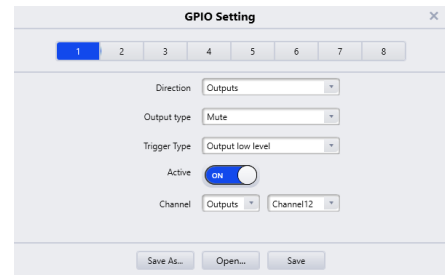 GPIO Setting
1 2 3 4 5 6 7 8
Direction Outputs
Output type Mute
Trigger Type Output low level
Active ON
Channel Outputs Channel12
Save As... Open... Save